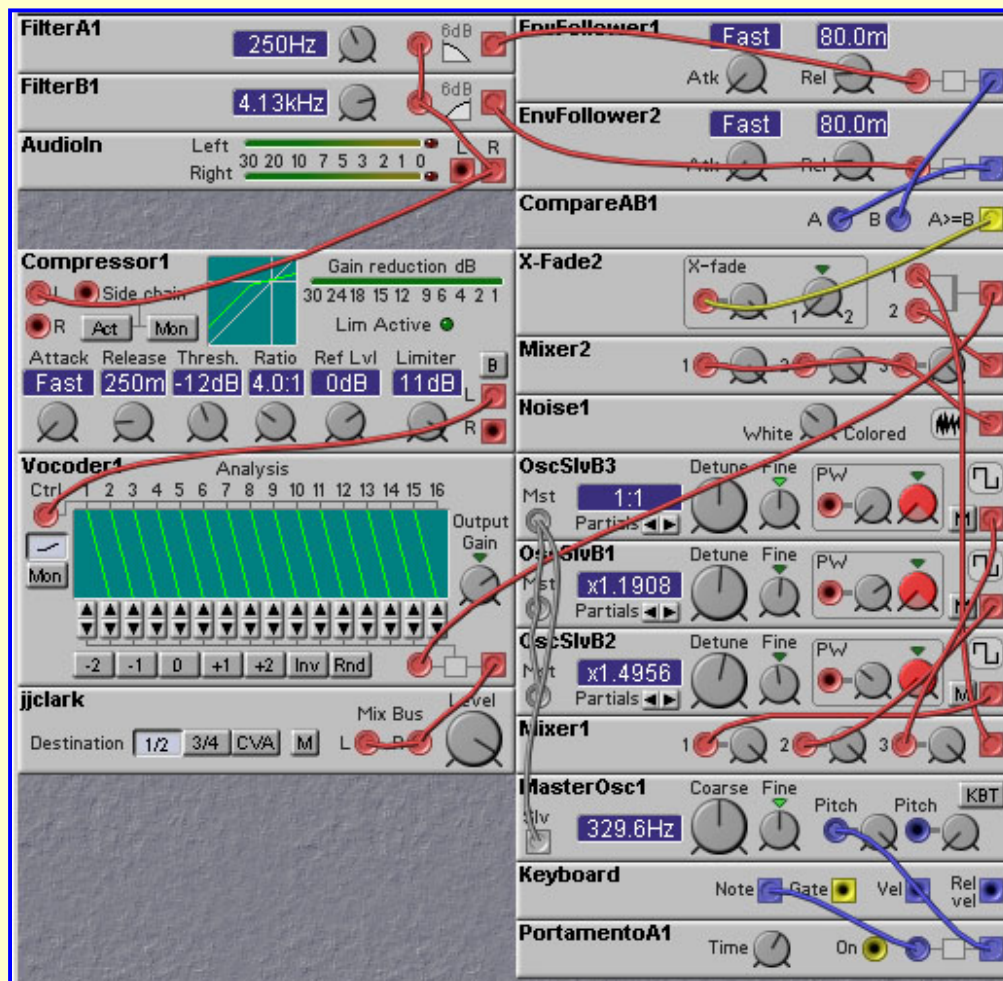 FilterA1
250Hz
6dB
FilterB1
4.13kHz
6dB
AudioIn
Left
L R
30 20 10 7 5 3 2 1 0
Right
Compressor1
Gain reduction dB
L Side chain
30 24 18 15 12 9 6 4 2 1
R Act Mon
Lim Active
Attack Release Thresh. Ratio Ref Lvl Limiter
B
Fast 250m -12dB 4.0:1 0dB 11dB
L
R
Vocoder1
Analysis
Ctrl 1 2 3 4 5 6 7 8 9 10 11 12 13 14 15 16
Output
Gain
Mon
-2 -1 0 +1 +2 Inv Rnd
jjclark
Mix Bus
Level
Destination 1/2 3/4 CVA M L R
EnvFollower1
Fast 80.0m
Atk Rel
EnvFollower2
Fast 80.0m
Atk Rel
CompareAB1
A B A>=B
X-Fade2
X-fade
1
1 2
2
Mixer2
1 3
Noise1
White Colored
OscSlvB3
Detune Fine
PW
Mst
1:1
Partials
M
OscSlvB1
Detune Fine
PW
Mst
x1.1908
Partials
M
OscSlvB2
Detune Fine
PW
Mst
x1.4956
Partials
M
Mixer1
1 2 3
MasterOsc1
Coarse Fine
KBT
Pitch Pitch
Slv
329.6Hz
Keyboard
Note Gate Vel Rel
vel
PortamentoA1
Time On